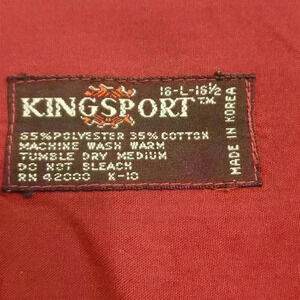 16-L-16½
KINGSPORT™
65% POLYESTER 35% COTTON
MACHINE WASH WARM
TUMBLE DRY MEDIUM
DO NOT BLEACH
RN 42000 K-10
MADE IN KOREA